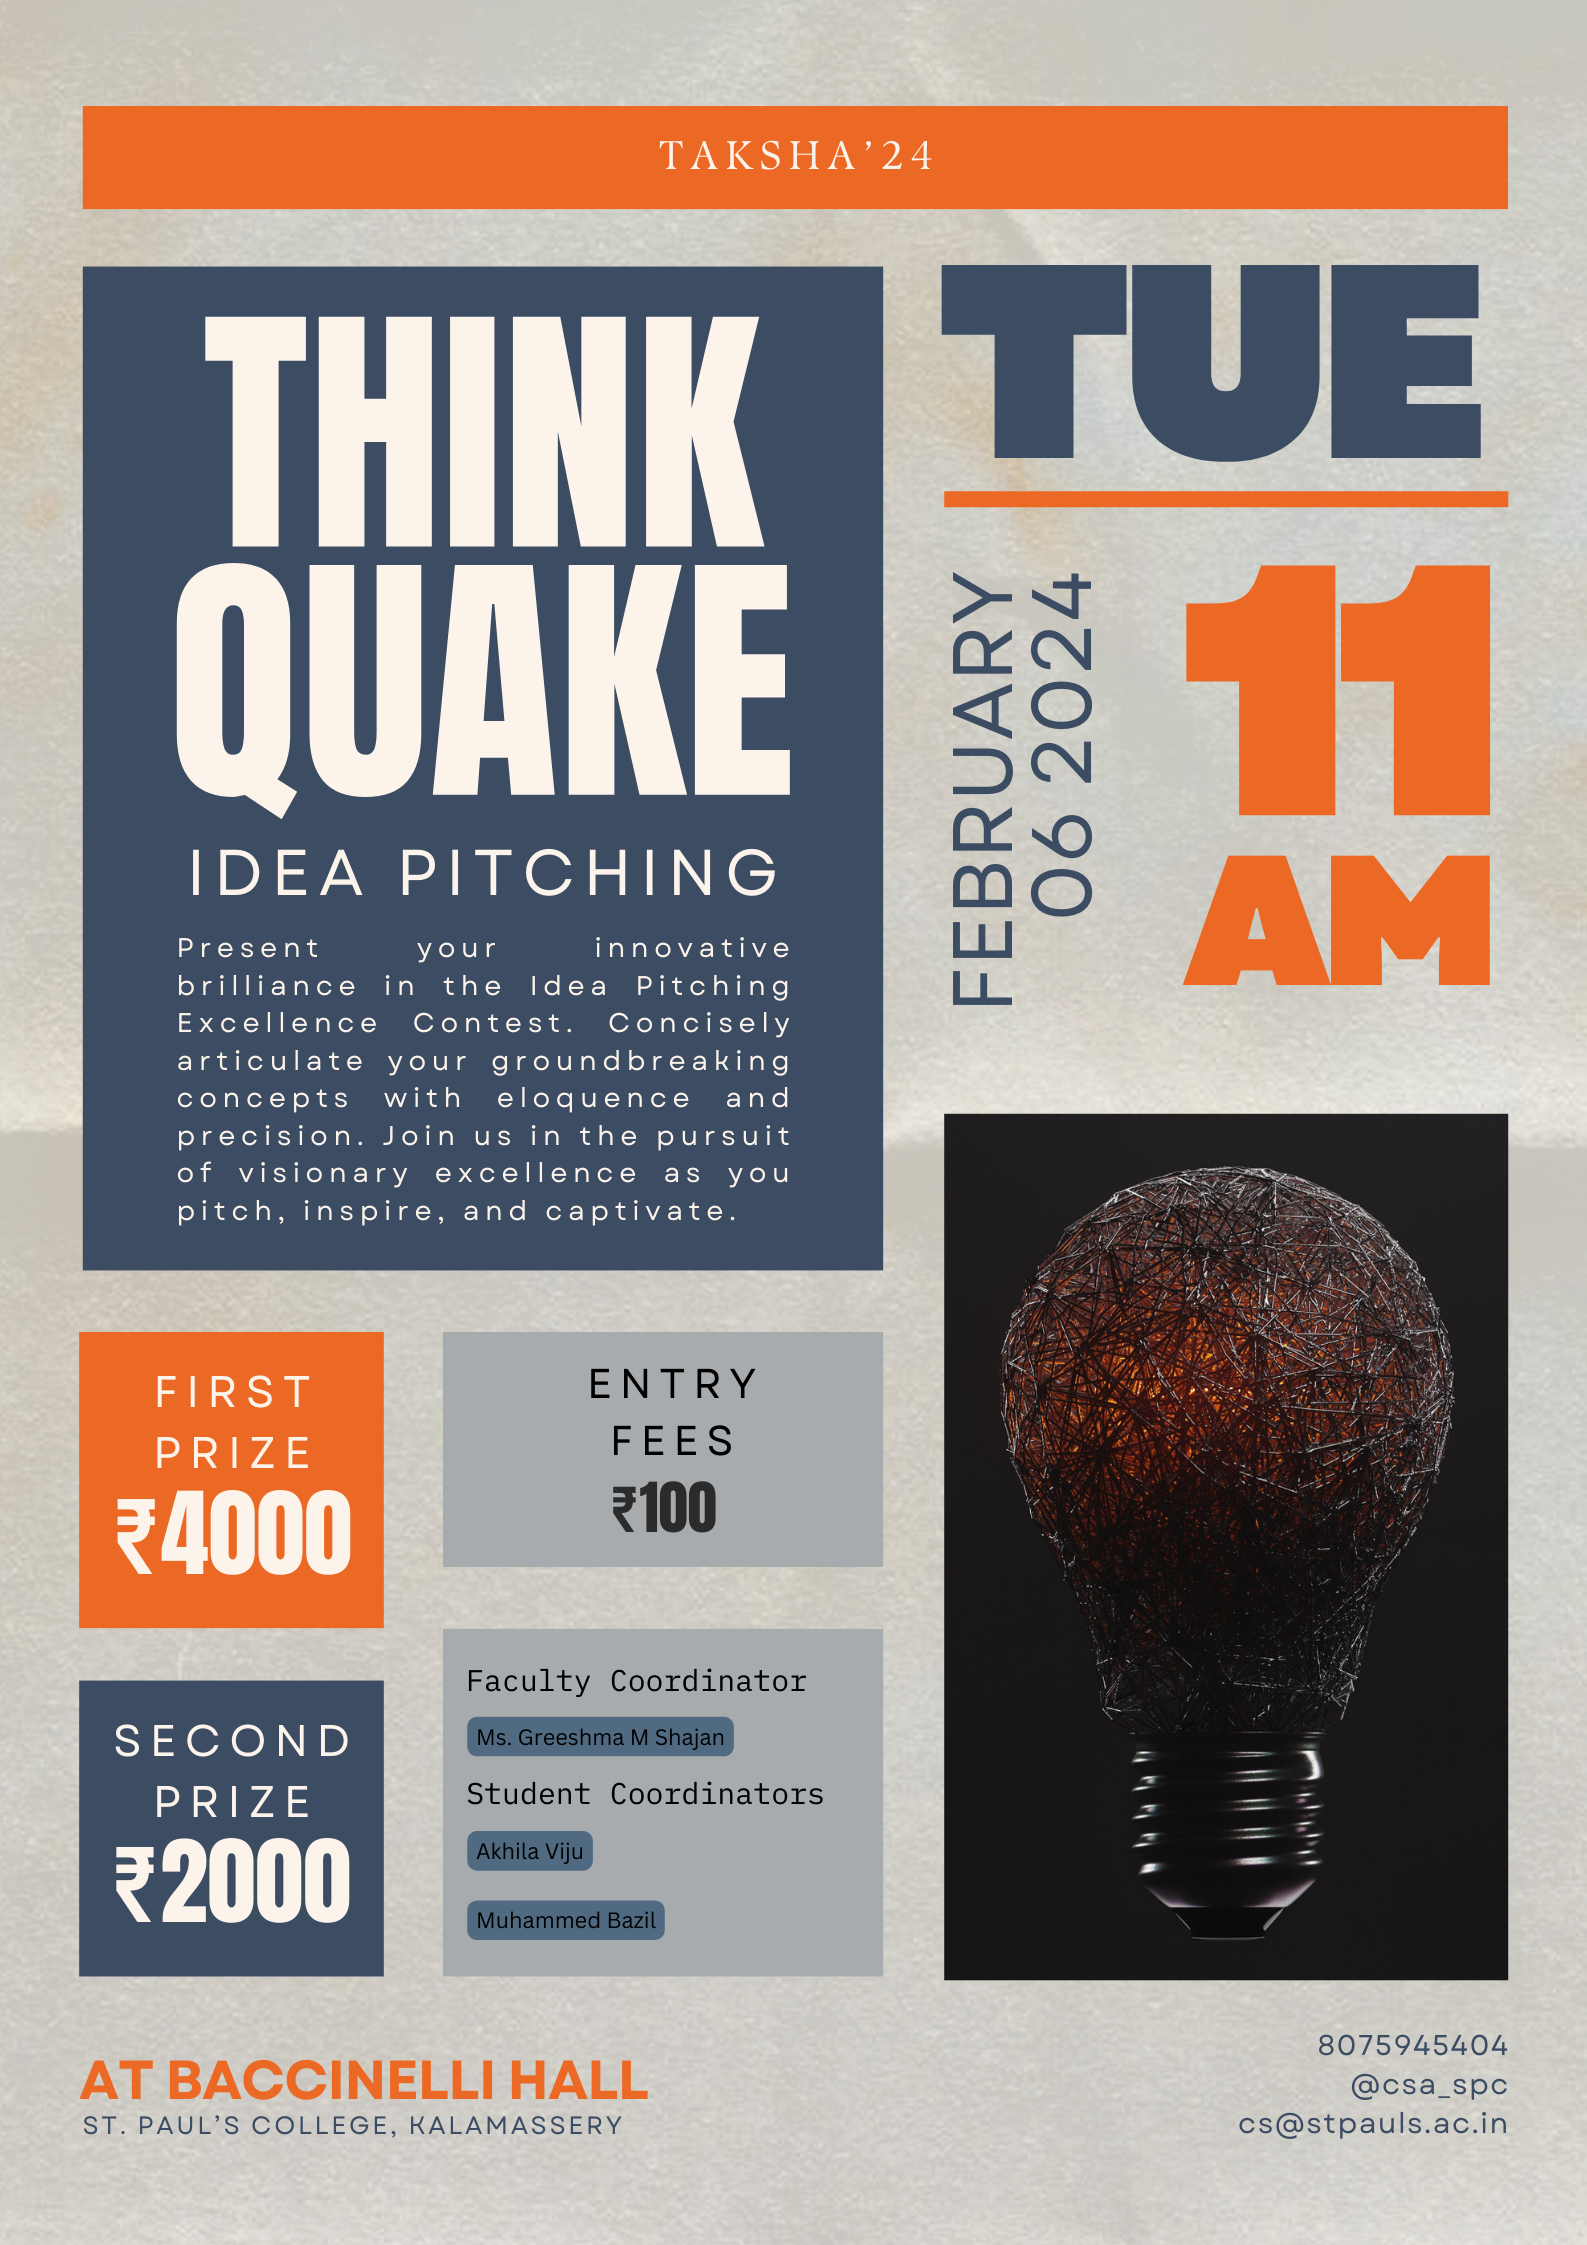 TAKSHA’24
THINK
QUAKE
IDEA PITCHING
Present your innovative
brilliance in the Idea Pitching
Excellence Contest. Concisely
articulate your groundbreaking
concepts with eloquence and
precision. Join us in the pursuit
of visionary excellence as you
pitch, inspire, and captivate.
TUE
FEBRUARY
06 2024
11
AM
FIRST
PRIZE
₹4000
SECOND
PRIZE
₹2000
ENTRY
FEES
₹100
Faculty Coordinator
Ms. Greeshma M Shajan
Student Coordinators
Akhila Viju
Muhammed Bazil
AT BACCINELLI HALL
ST. PAUL’S COLLEGE, KALAMASSERY
8075945404
@csa_spc
cs@stpauls.ac.in